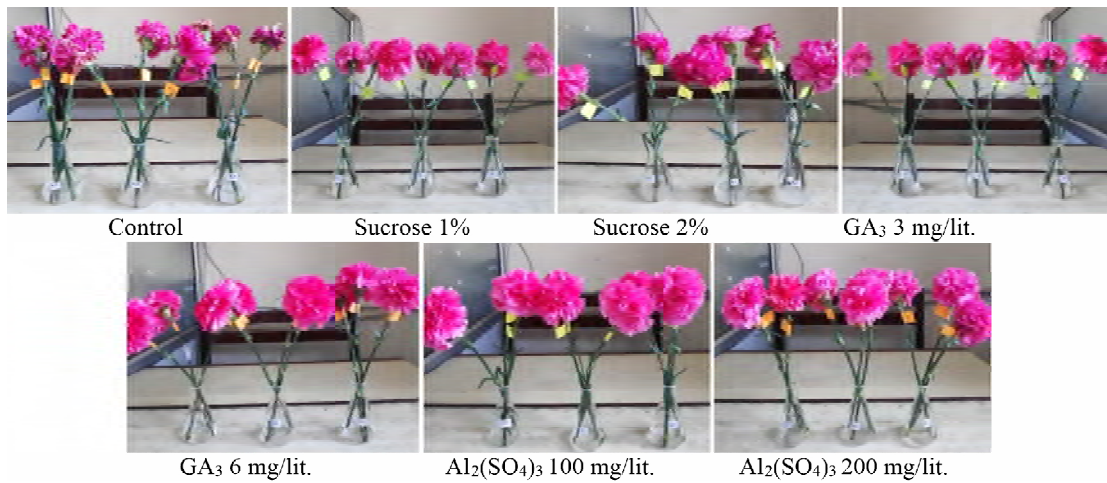 Control
Sucrose 1%
Sucrose 2%
GA₃ 3 mg/lit.
GA₃ 6 mg/lit.
Al₂(SO₄)₃ 100 mg/lit.
Al₂(SO₄)₃ 200 mg/lit.